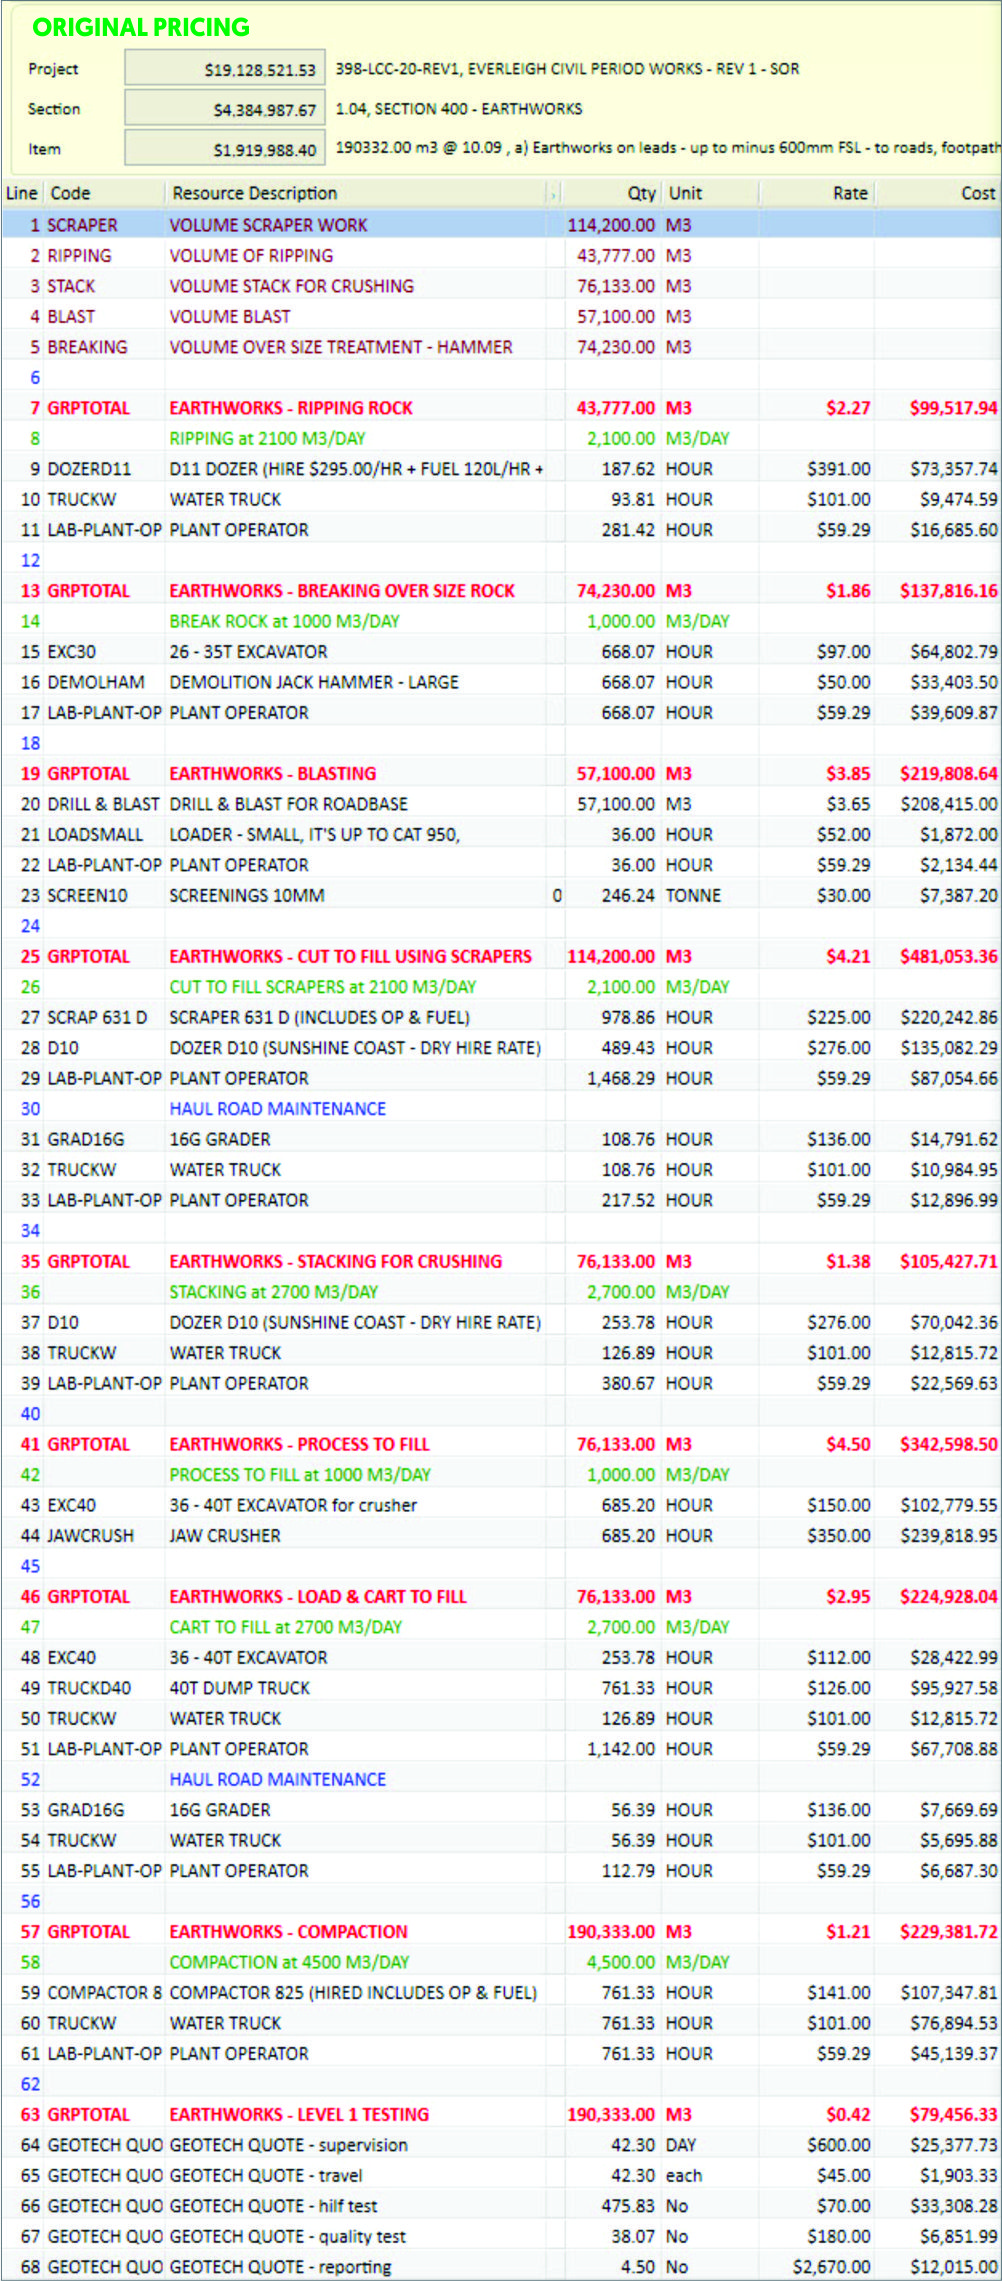 ORIGINAL PRICING
Project $19,128,521.53 398-LCC-20-REV1, EVERLEIGH CIVIL PERIOD WORKS - REV 1 - SOR
Section $4,384,987.67 1.04, SECTION 400 - EARTHWORKS
Item $1,919,988.40 190332.00 m3 @ 10.09 , a) Earthworks on leads - up to minus 600mm FSL - to roads, footpath
Line Code Resource Description Qty Unit Rate Cost
1 SCRAPER VOLUME SCRAPER WORK 114,200.00 M3
2 RIPPING VOLUME OF RIPPING 43,777.00 M3
3 STACK VOLUME STACK FOR CRUSHING 76,133.00 M3
4 BLAST VOLUME BLAST 57,100.00 M3
5 BREAKING VOLUME OVER SIZE TREATMENT - HAMMER 74,230.00 M3
6
7 GRPTOTAL EARTHWORKS - RIPPING ROCK 43,777.00 M3 $2.27 $99,517.94
8 RIPPING at 2100 M3/DAY 2,100.00 M3/DAY
9 DOZERD11 D11 DOZER (HIRE $295.00/HR + FUEL 120L/HR + 187.62 HOUR $391.00 $73,357.74
10 TRUCKW WATER TRUCK 93.81 HOUR $101.00 $9,474.59
11 LAB-PLANT-OP PLANT OPERATOR 281.42 HOUR $59.29 $16,685.60
12
13 GRPTOTAL EARTHWORKS - BREAKING OVER SIZE ROCK 74,230.00 M3 $1.86 $137,816.16
14 BREAK ROCK at 1000 M3/DAY 1,000.00 M3/DAY
15 EXC30 26 - 35T EXCAVATOR 668.07 HOUR $97.00 $64,802.79
16 DEMOLHAM DEMOLITION JACK HAMMER - LARGE 668.07 HOUR $50.00 $33,403.50
17 LAB-PLANT-OP PLANT OPERATOR 668.07 HOUR $59.29 $39,609.87
18
19 GRPTOTAL EARTHWORKS - BLASTING 57,100.00 M3 $3.85 $219,808.64
20 DRILL & BLAST DRILL & BLAST FOR ROADBASE 57,100.00 M3 $3.65 $208,415.00
21 LOADSMALL LOADER - SMALL, IT'S UP TO CAT 950, 36.00 HOUR $52.00 $1,872.00
22 LAB-PLANT-OP PLANT OPERATOR 36.00 HOUR $59.29 $2,134.44
23 SCREEN10 SCREENINGS 10MM 0 246.24 TONNE $30.00 $7,387.20
24
25 GRPTOTAL EARTHWORKS - CUT TO FILL USING SCRAPERS 114,200.00 M3 $4.21 $481,053.36
26 CUT TO FILL SCRAPERS at 2100 M3/DAY 2,100.00 M3/DAY
27 SCRAP 631 D SCRAPER 631 D (INCLUDES OP & FUEL) 978.86 HOUR $225.00 $220,242.86
28 D10 DOZER D10 (SUNSHINE COAST - DRY HIRE RATE) 489.43 HOUR $276.00 $135,082.29
29 LAB-PLANT-OP PLANT OPERATOR 1,468.29 HOUR $59.29 $87,054.66
30 HAUL ROAD MAINTENANCE
31 GRAD16G 16G GRADER 108.76 HOUR $136.00 $14,791.62
32 TRUCKW WATER TRUCK 108.76 HOUR $101.00 $10,984.95
33 LAB-PLANT-OP PLANT OPERATOR 217.52 HOUR $59.29 $12,896.99
34
35 GRPTOTAL EARTHWORKS - STACKING FOR CRUSHING 76,133.00 M3 $1.38 $105,427.71
36 STACKING at 2700 M3/DAY 2,700.00 M3/DAY
37 D10 DOZER D10 (SUNSHINE COAST - DRY HIRE RATE) 253.78 HOUR $276.00 $70,042.36
38 TRUCKW WATER TRUCK 126.89 HOUR $101.00 $12,815.72
39 LAB-PLANT-OP PLANT OPERATOR 380.67 HOUR $59.29 $22,569.63
40
41 GRPTOTAL EARTHWORKS - PROCESS TO FILL 76,133.00 M3 $4.50 $342,598.50
42 PROCESS TO FILL at 1000 M3/DAY 1,000.00 M3/DAY
43 EXC40 36 - 40T EXCAVATOR for crusher 685.20 HOUR $150.00 $102,779.55
44 JAWCRUSH JAW CRUSHER 685.20 HOUR $350.00 $239,818.95
45
46 GRPTOTAL EARTHWORKS - LOAD & CART TO FILL 76,133.00 M3 $2.95 $224,928.04
47 CART TO FILL at 2700 M3/DAY 2,700.00 M3/DAY
48 EXC40 36 - 40T EXCAVATOR 253.78 HOUR $112.00 $28,422.99
49 TRUCKD40 40T DUMP TRUCK 761.33 HOUR $126.00 $95,927.58
50 TRUCKW WATER TRUCK 126.89 HOUR $101.00 $12,815.72
51 LAB-PLANT-OP PLANT OPERATOR 1,142.00 HOUR $59.29 $67,708.88
52 HAUL ROAD MAINTENANCE
53 GRAD16G 16G GRADER 56.39 HOUR $136.00 $7,669.69
54 TRUCKW WATER TRUCK 56.39 HOUR $101.00 $5,695.88
55 LAB-PLANT-OP PLANT OPERATOR 112.79 HOUR $59.29 $6,687.30
56
57 GRPTOTAL EARTHWORKS - COMPACTION 190,333.00 M3 $1.21 $229,381.72
58 COMPACTION at 4500 M3/DAY 4,500.00 M3/DAY
59 COMPACTOR 8 COMPACTOR 825 (HIRED INCLUDES OP & FUEL) 761.33 HOUR $141.00 $107,347.81
60 TRUCKW WATER TRUCK 761.33 HOUR $101.00 $76,894.53
61 LAB-PLANT-OP PLANT OPERATOR 761.33 HOUR $59.29 $45,139.37
62
63 GRPTOTAL EARTHWORKS - LEVEL 1 TESTING 190,333.00 M3 $0.42 $79,456.33
64 GEOTECH QUO GEOTECH QUOTE - supervision 42.30 DAY $600.00 $25,377.73
65 GEOTECH QUO GEOTECH QUOTE - travel 42.30 each $45.00 $1,903.33
66 GEOTECH QUO GEOTECH QUOTE - hilf test 475.83 No $70.00 $33,308.28
67 GEOTECH QUO GEOTECH QUOTE - quality test 38.07 No $180.00 $6,851.99
68 GEOTECH QUO GEOTECH QUOTE - reporting 4.50 No $2,670.00 $12,015.00